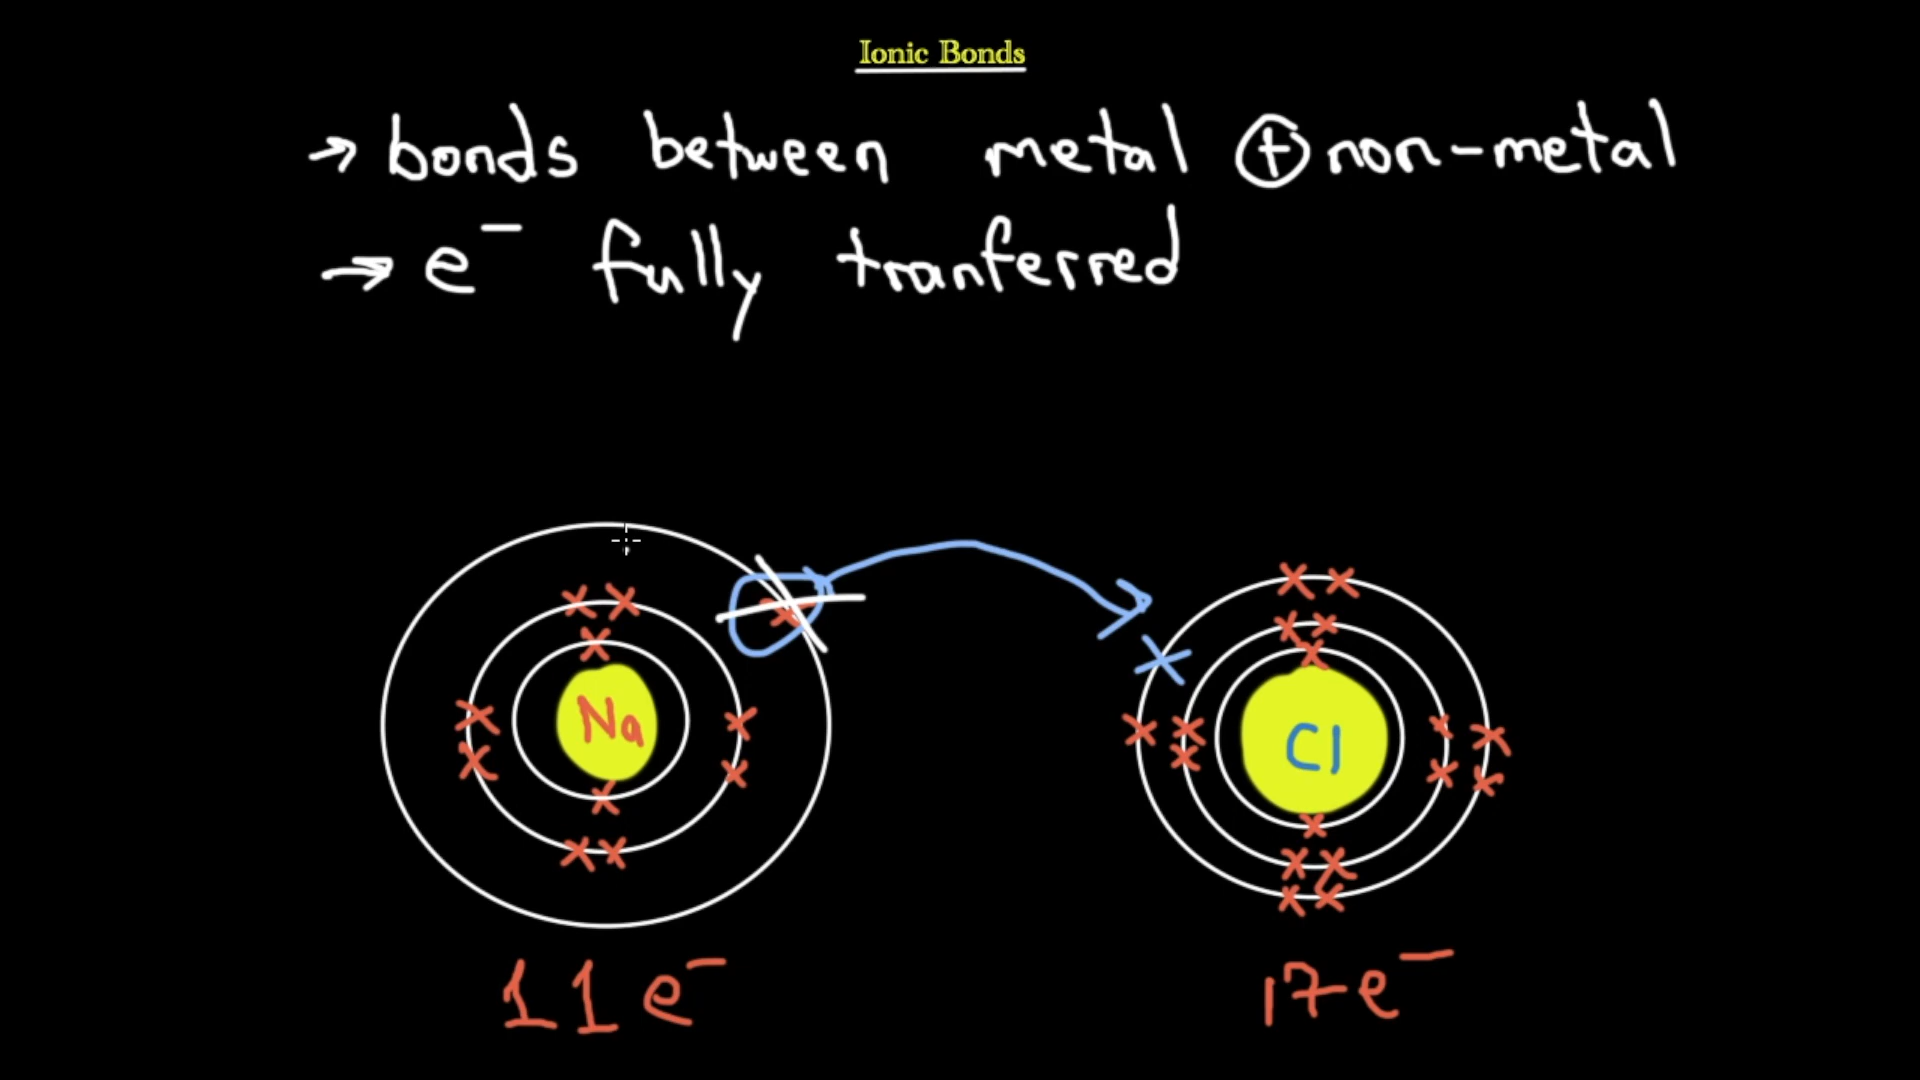 Ionic Bonds
→ bonds between metal ⊕ non-metal
→ e⁻ fully tranferred
Na
Cl
11e⁻
17e⁻